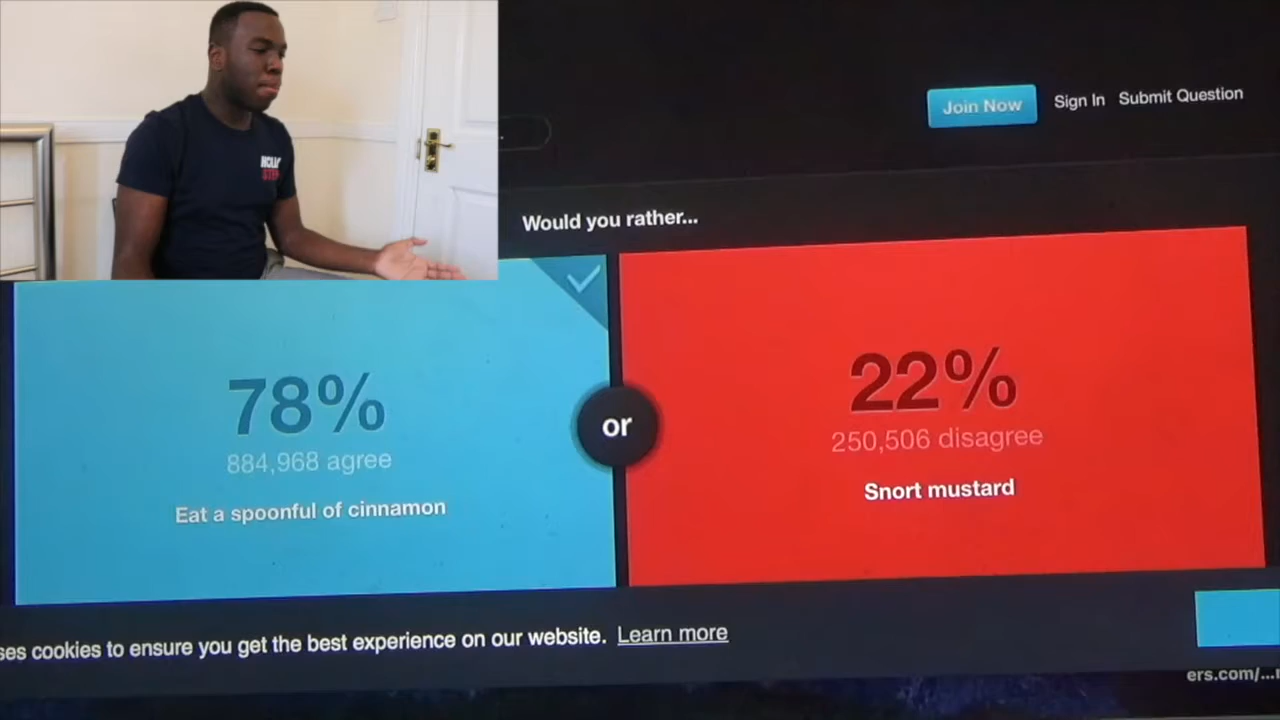 Join Now
Sign In
Submit Question
Would you rather...
78%
884,968 agree
Eat a spoonful of cinnamon
or
22%
250,506 disagree
Snort mustard
ses cookies to ensure you get the best experience on our website. Learn more